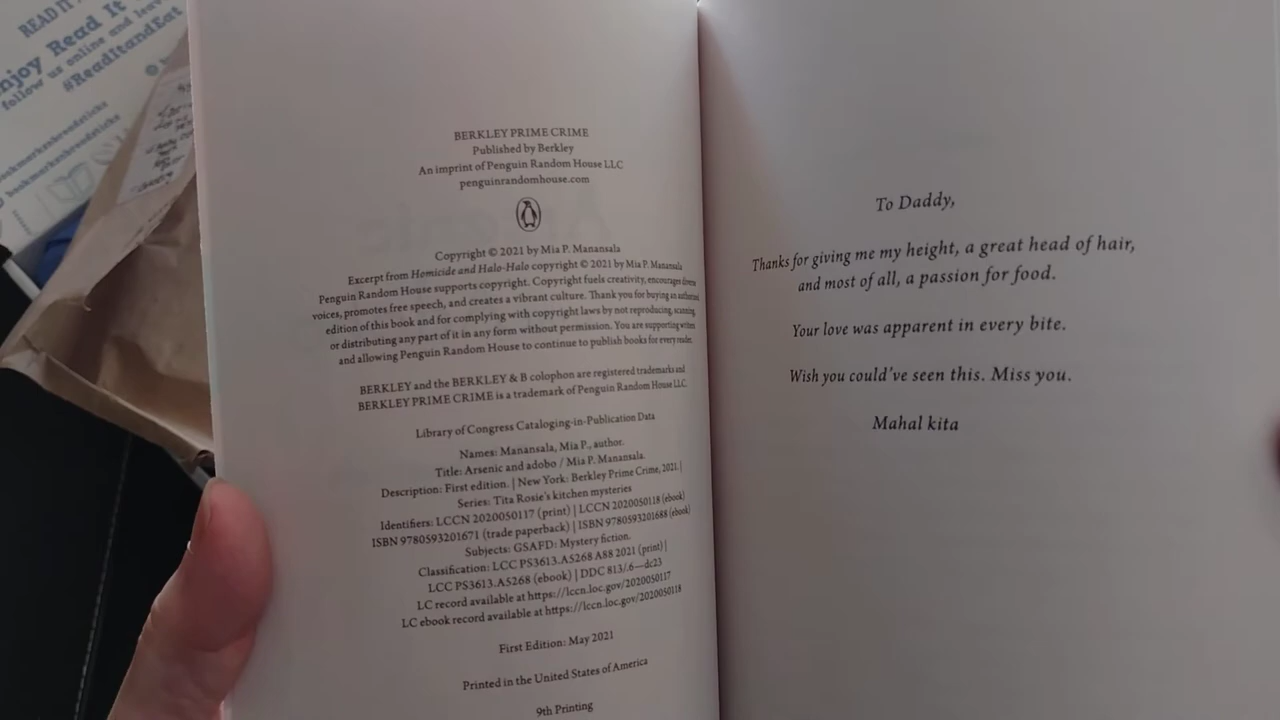 READ IT
njoy Read It
follow us online and leave
#ReadItandEat
bookmarknbreadsticks
BERKLEY PRIME CRIME
Published by Berkley
An imprint of Penguin Random House LLC
penguinrandomhouse.com
Copyright © 2021 by Mia P. Manansala
Excerpt from Homicide and Halo-Halo copyright © 2021 by Mia P. Manansala
Penguin Random House supports copyright. Copyright fuels creativity, encourages diverse
voices, promotes free speech, and creates a vibrant culture. Thank you for buying an authorized
edition of this book and for complying with copyright laws by not reproducing, scanning,
or distributing any part of it in any form without permission. You are supporting writers
and allowing Penguin Random House to continue to publish books for every reader.
BERKLEY and the BERKLEY & B colophon are registered trademarks and
BERKLEY PRIME CRIME is a trademark of Penguin Random House LLC.
Library of Congress Cataloging-in-Publication Data
Names: Manansala, Mia P., author.
Title: Arsenic and adobo / Mia P. Manansala.
Description: First edition. | New York: Berkley Prime Crime, 2021. |
Series: Tita Rosie's kitchen mysteries
Identifiers: LCCN 2020050117 (print) | LCCN 2020050118 (ebook)
ISBN 9780593201671 (trade paperback) | ISBN 9780593201688 (ebook)
Subjects: GSAFD: Mystery fiction.
Classification: LCC PS3613.A5268 A88 2021 (print) |
LCC PS3613.A5268 (ebook) | DDC 813/.6—dc23
LC record available at https://lccn.loc.gov/2020050117
LC ebook record available at https://lccn.loc.gov/2020050118
First Edition: May 2021
Printed in the United States of America
9th Printing
To Daddy,
Thanks for giving me my height, a great head of hair,
and most of all, a passion for food.
Your love was apparent in every bite.
Wish you could've seen this. Miss you.
Mahal kita